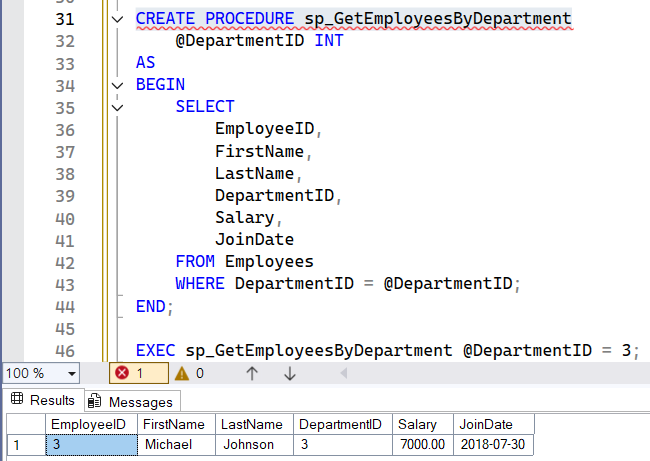 31 CREATE PROCEDURE sp_GetEmployeesByDepartment
32 @DepartmentID INT
33 AS
34 BEGIN
35 SELECT
36 EmployeeID,
37 FirstName,
38 LastName,
39 DepartmentID,
40 Salary,
41 JoinDate
42 FROM Employees
43 WHERE DepartmentID = @DepartmentID;
44 END;
45
46 EXEC sp_GetEmployeesByDepartment @DepartmentID = 3;
100 % 1 0
Results Messages
EmployeeID FirstName LastName DepartmentID Salary JoinDate
1 3 Michael Johnson 3 7000.00 2018-07-30